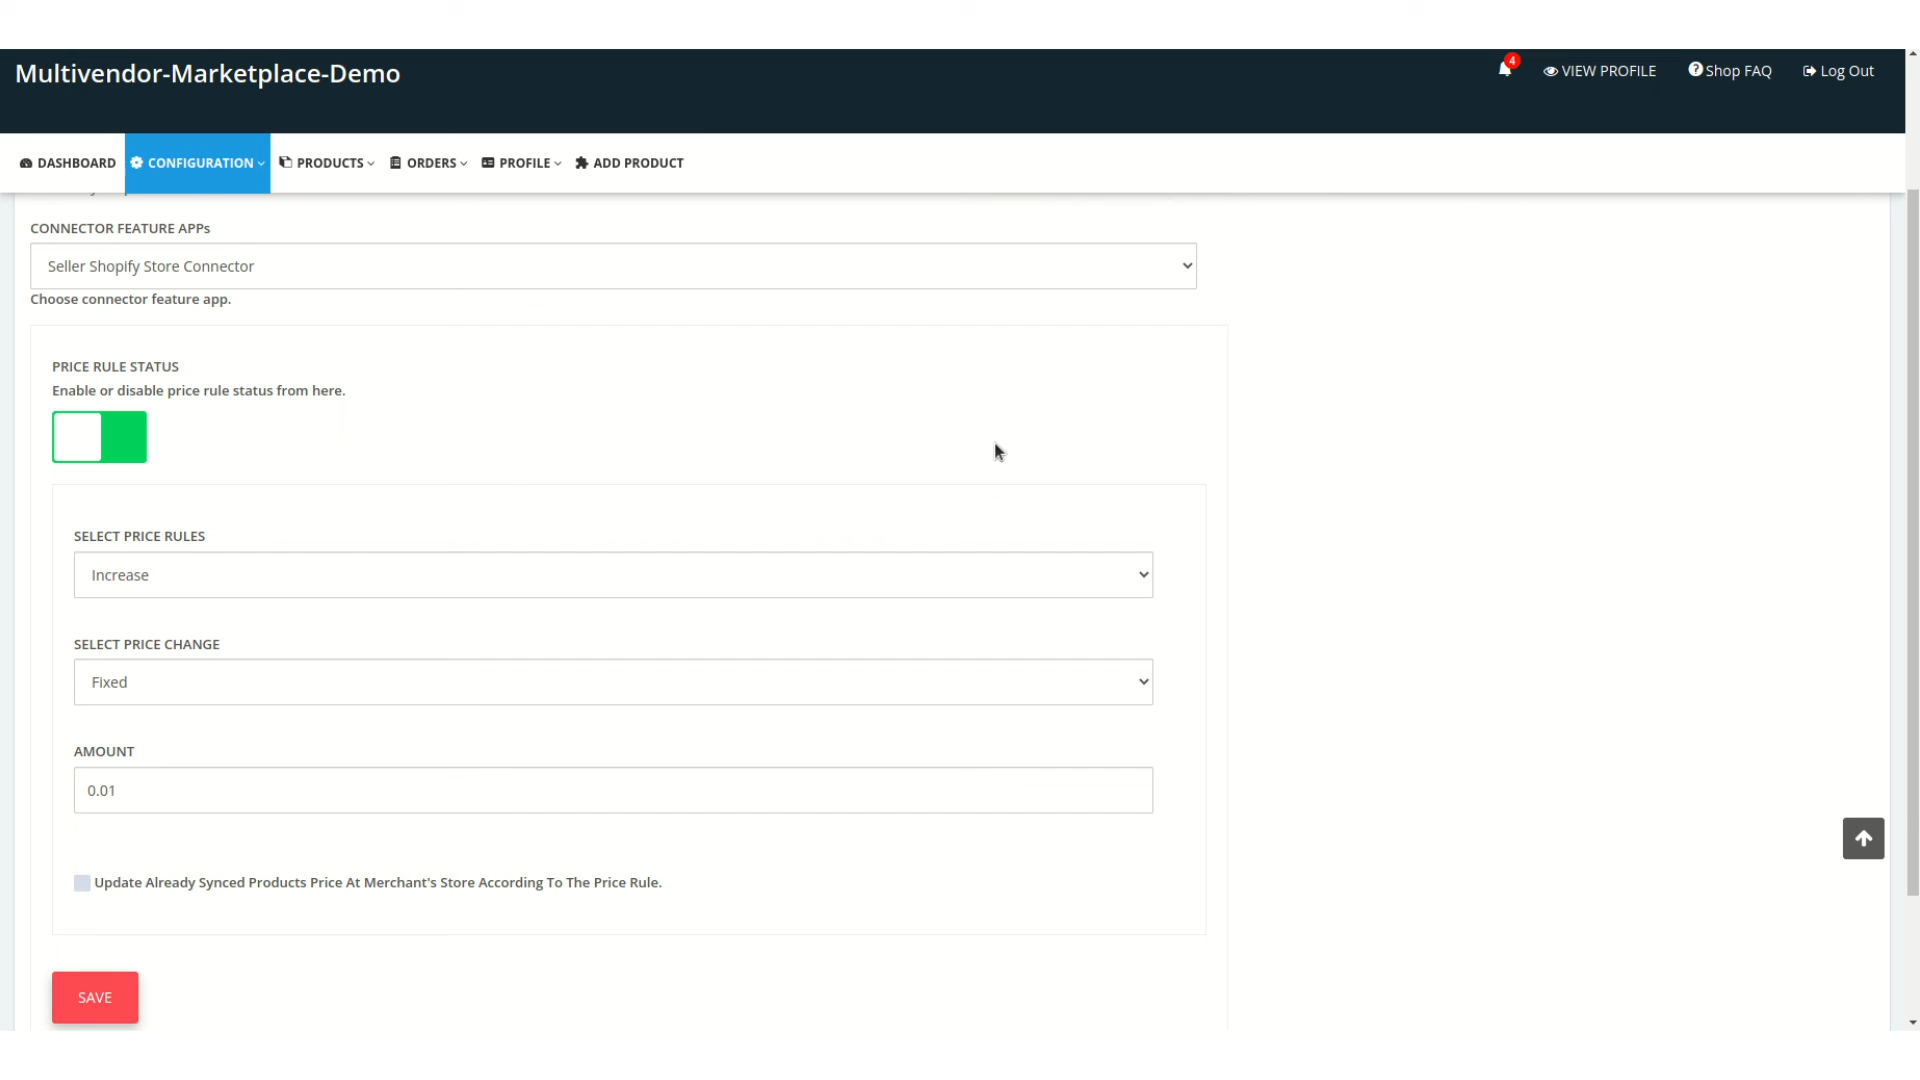 Multivendor-Marketplace-Demo
4
VIEW PROFILE
Shop FAQ
Log Out
DASHBOARD
CONFIGURATION
PRODUCTS
ORDERS
PROFILE
ADD PRODUCT
CONNECTOR FEATURE APPs
Seller Shopify Store Connector
Choose connector feature app.
PRICE RULE STATUS
Enable or disable price rule status from here.
SELECT PRICE RULES
Increase
SELECT PRICE CHANGE
Fixed
AMOUNT
0.01
Update Already Synced Products Price At Merchant's Store According To The Price Rule.
SAVE